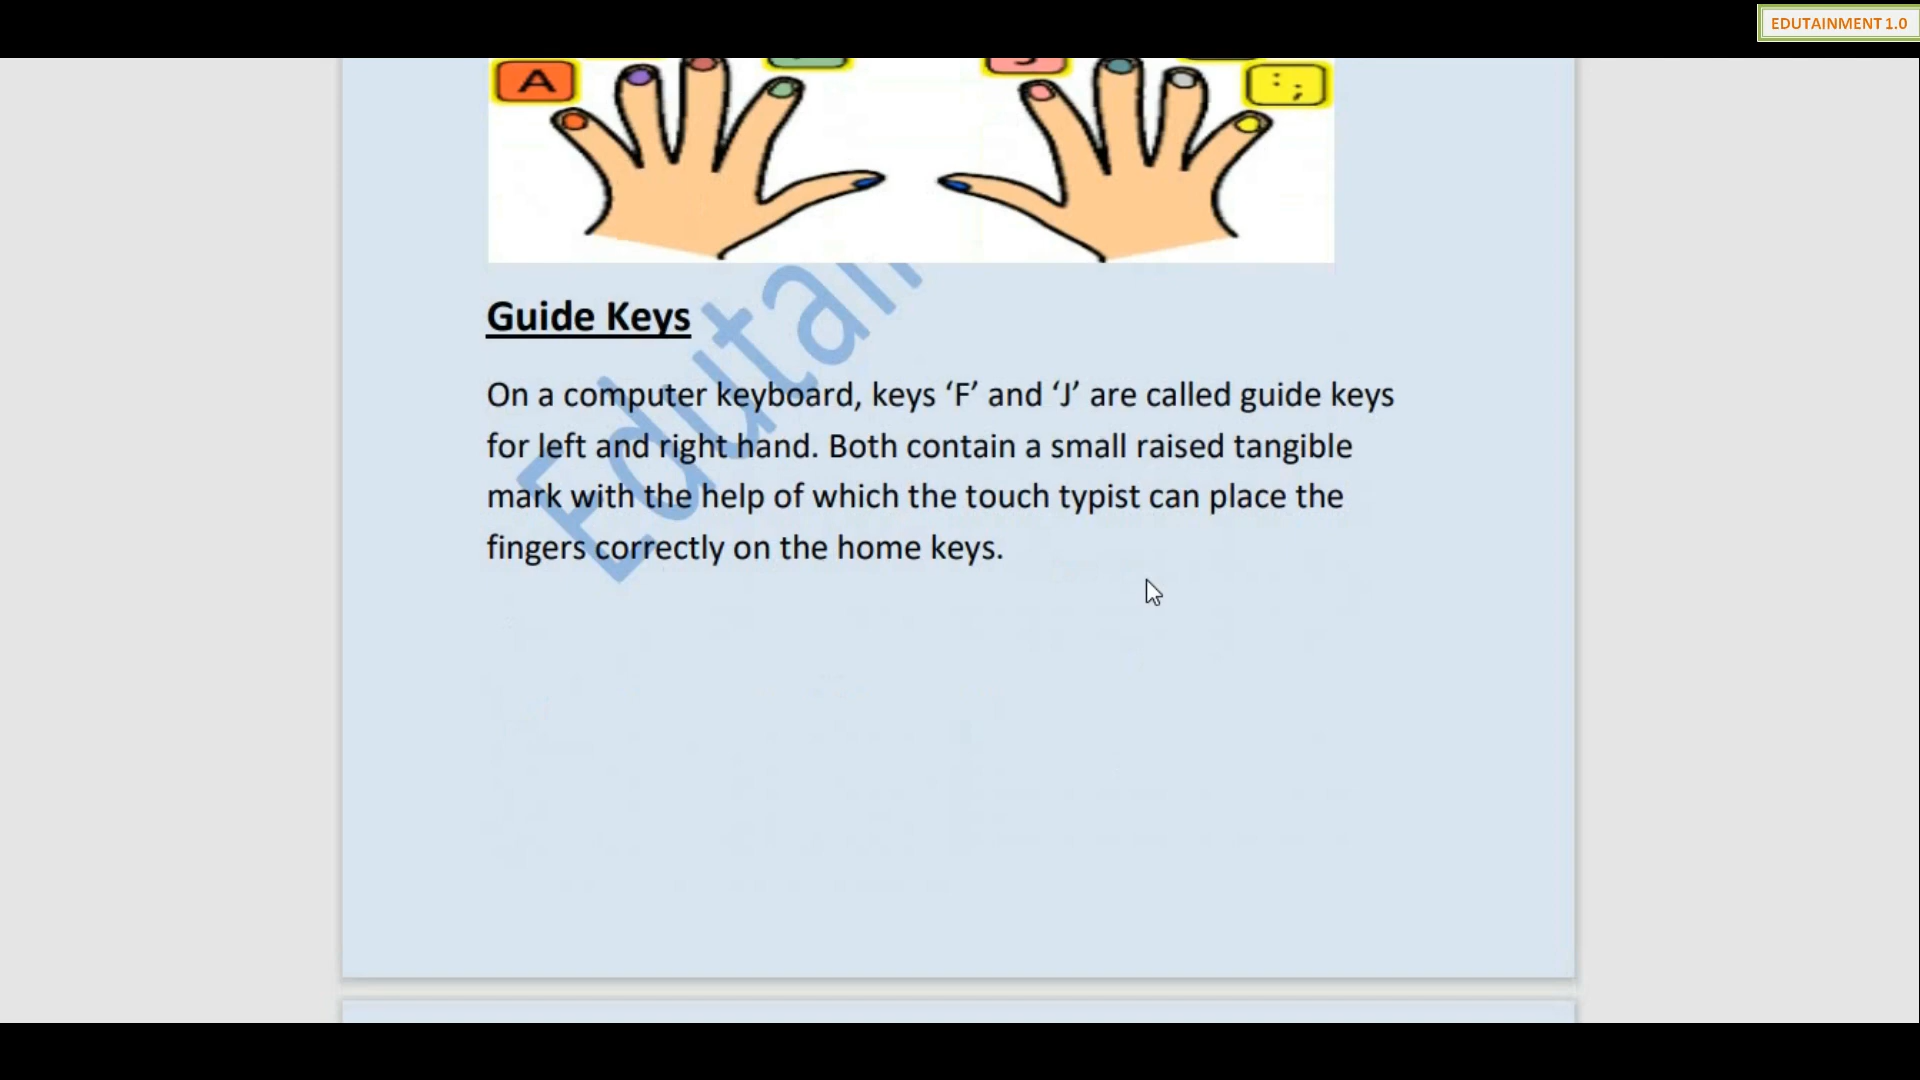 EDUTAINMENT 1.0
A
: ;
Guide Keys
On a computer keyboard, keys ‘F’ and ‘J’ are called guide keys
for left and right hand. Both contain a small raised tangible
mark with the help of which the touch typist can place the
fingers correctly on the home keys.